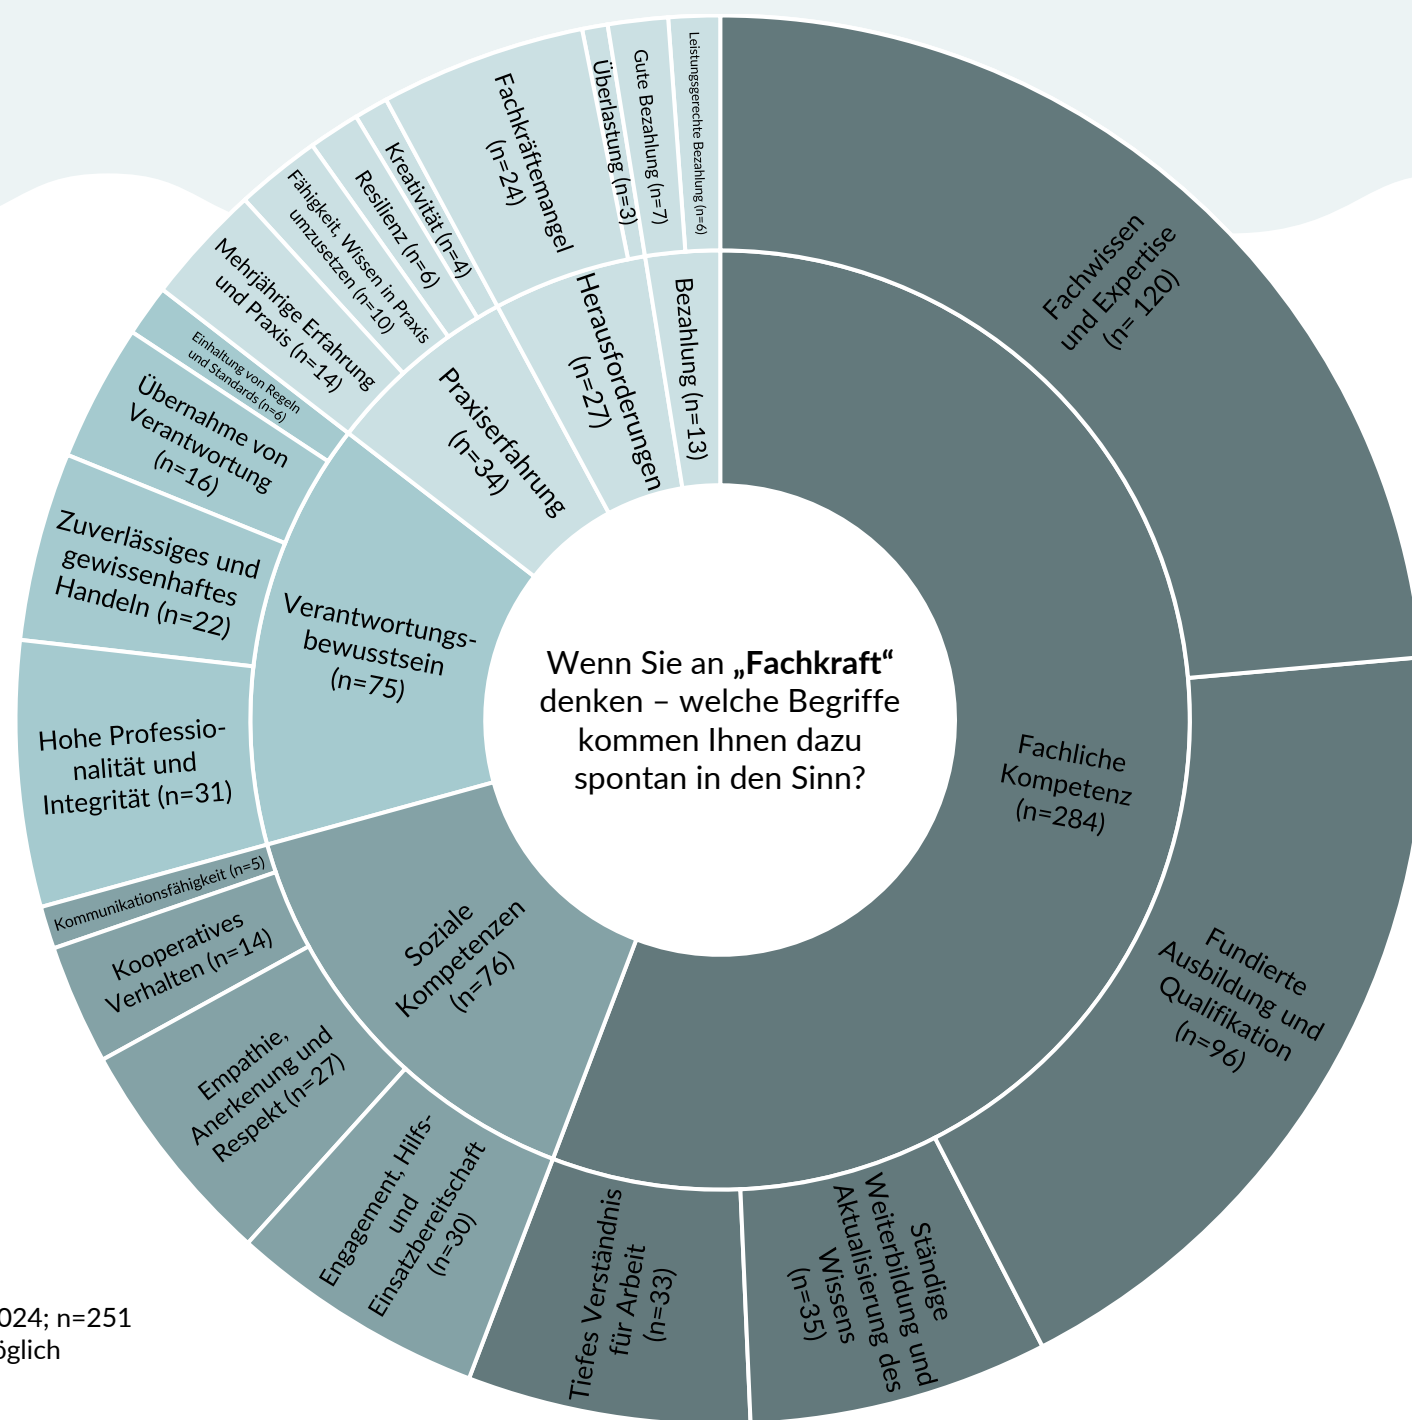 Wenn Sie an „Fachkraft“
denken – welche Begriffe
kommen Ihnen dazu
spontan in den Sinn?
Fachliche
Kompetenz
(n=284)
Fachwissen
und Expertise
(n= 120)
Fundierte
Ausbildung und
Qualifikation
(n=96)
Ständige
Weiterbildung und
Aktualisierung des
Wissens
(n=35)
Tiefes Verständnis
für Arbeit
(n=33)
Soziale
Kompetenzen
(n=76)
Engagement, Hilfs-
und
Einsatzbereitschaft
(n=30)
Empathie,
Anerkenung und
Respekt (n=27)
Kooperatives
Verhalten (n=14)
Kommunikationsfähigkeit (n=5)
Verantwortungs-
bewusstsein
(n=75)
Hohe Professio-
nalität und
Integrität (n=31)
Zuverlässiges und
gewissenhaftes
Handeln (n=22)
Übernahme von
Verantwortung
(n=16)
Einhaltung von Regeln
und Standards (n=6)
Praxiserfahrung
(n=34)
Mehrjährige Erfahrung
und Praxis (n=14)
Fähigkeit, Wissen in Praxis
umzusetzen (n=10)
Resilienz (n=6)
Kreativität (n=4)
Herausforderungen
(n=27)
Fachkräftemangel
(n=24)
Überlastung (n=3)
Bezahlung (n=13)
Gute Bezahlung (n=7)
Leistungsgerechte Bezahlung (n=6)
024; n=251
öglich